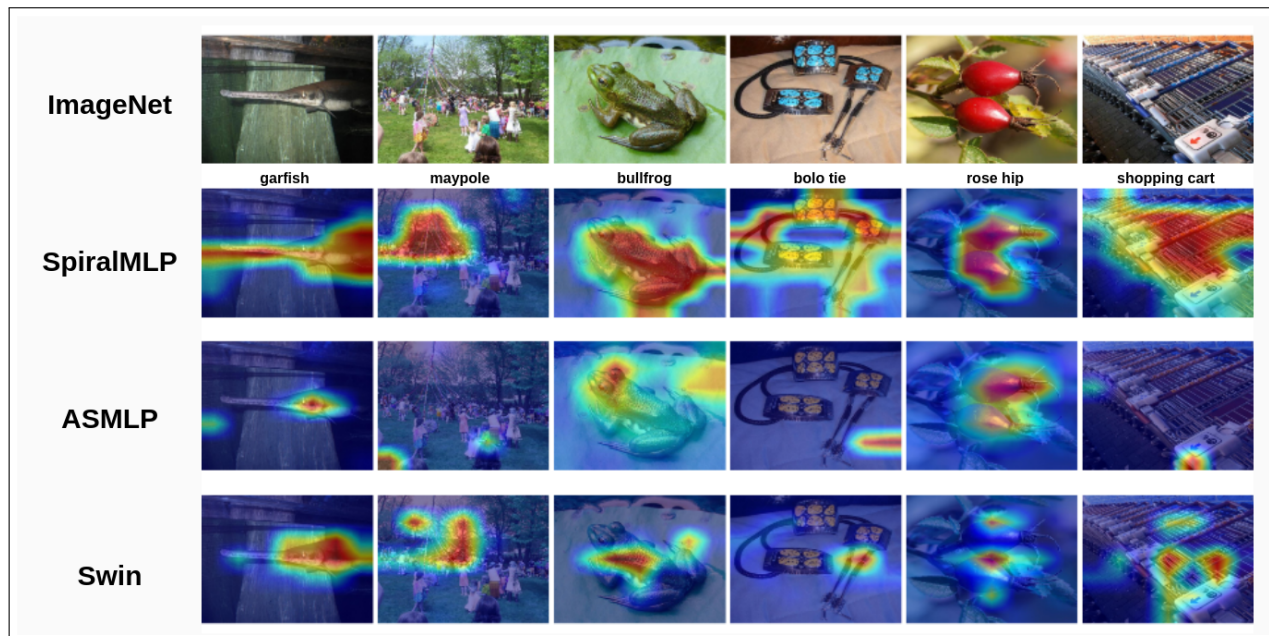 ImageNet
garfish maypole bullfrog bolo tie rose hip shopping cart
SpiralMLP
ASMLP
Swin